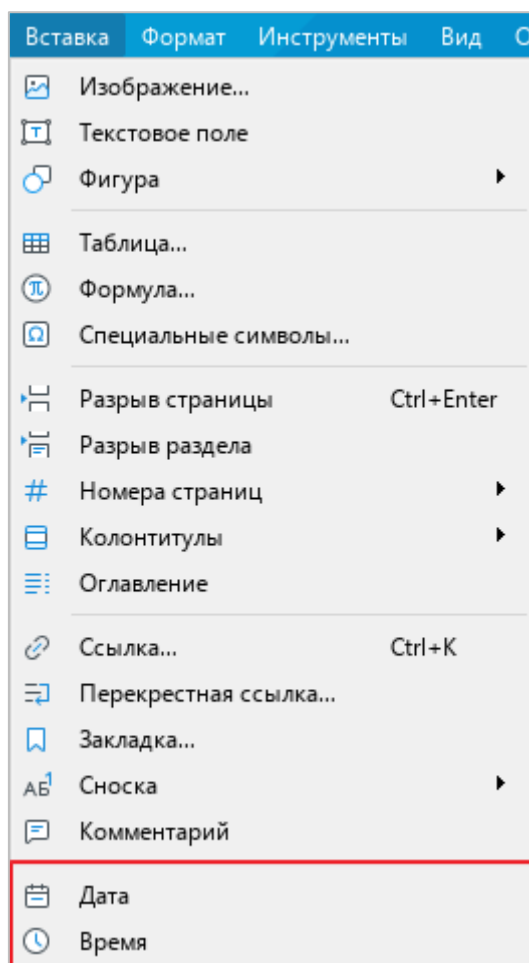 Вставка Формат Инструменты Вид
Изображение...
Текстовое поле
Фигура
Таблица...
Формула...
Специальные символы...
Разрыв страницы Ctrl+Enter
Разрыв раздела
Номера страниц
Колонтитулы
Оглавление
Ссылка... Ctrl+K
Перекрестная ссылка...
Закладка...
Сноска
Комментарий
Дата
Время